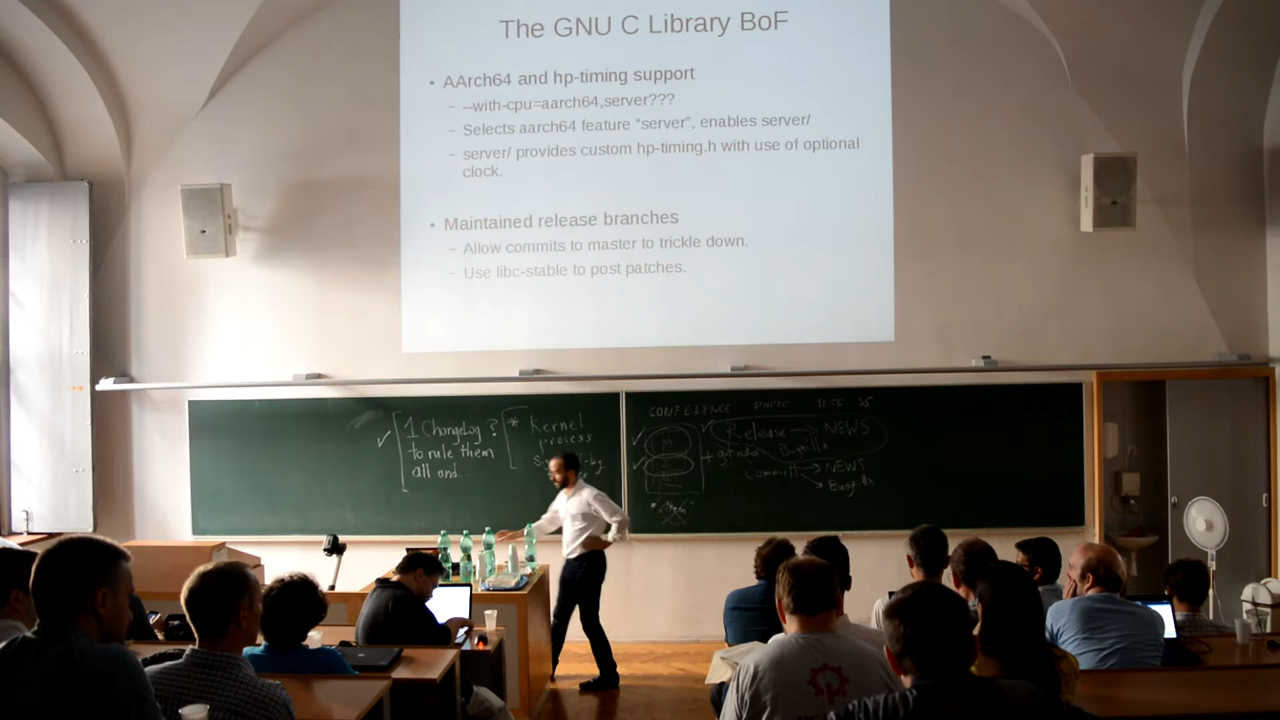 The GNU C Library BoF
• AArch64 and hp-timing support
– --with-cpu=aarch64,server???
– Selects aarch64 feature “server”, enables server/
– server/ provides custom hp-timing.h with use of optional
clock.
• Maintained release branches
– Allow commits to master to trickle down.
– Use libc-stable to post patches.
1 ChangeLog ?
to rule them
all and...
* Kernel
process
CONFERENCE
Release → NEWS
Bugzilla
Commit → NEWS
→ Bugzilla